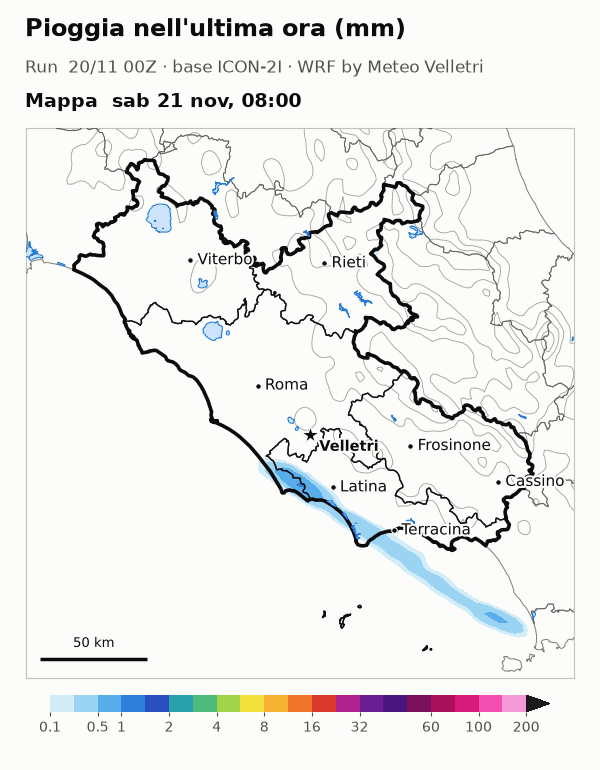 Pioggia nell'ultima ora (mm)
Run  20/11 00Z · base ICON-2I · WRF by Meteo Velletri
Mappa  sab 21 nov, 08:00
Viterbo
Rieti
Roma
Velletri
Frosinone
Cassino
Latina
Terracina
50 km
0.1 0.5 1 2 4 8 16 32 60 100 200